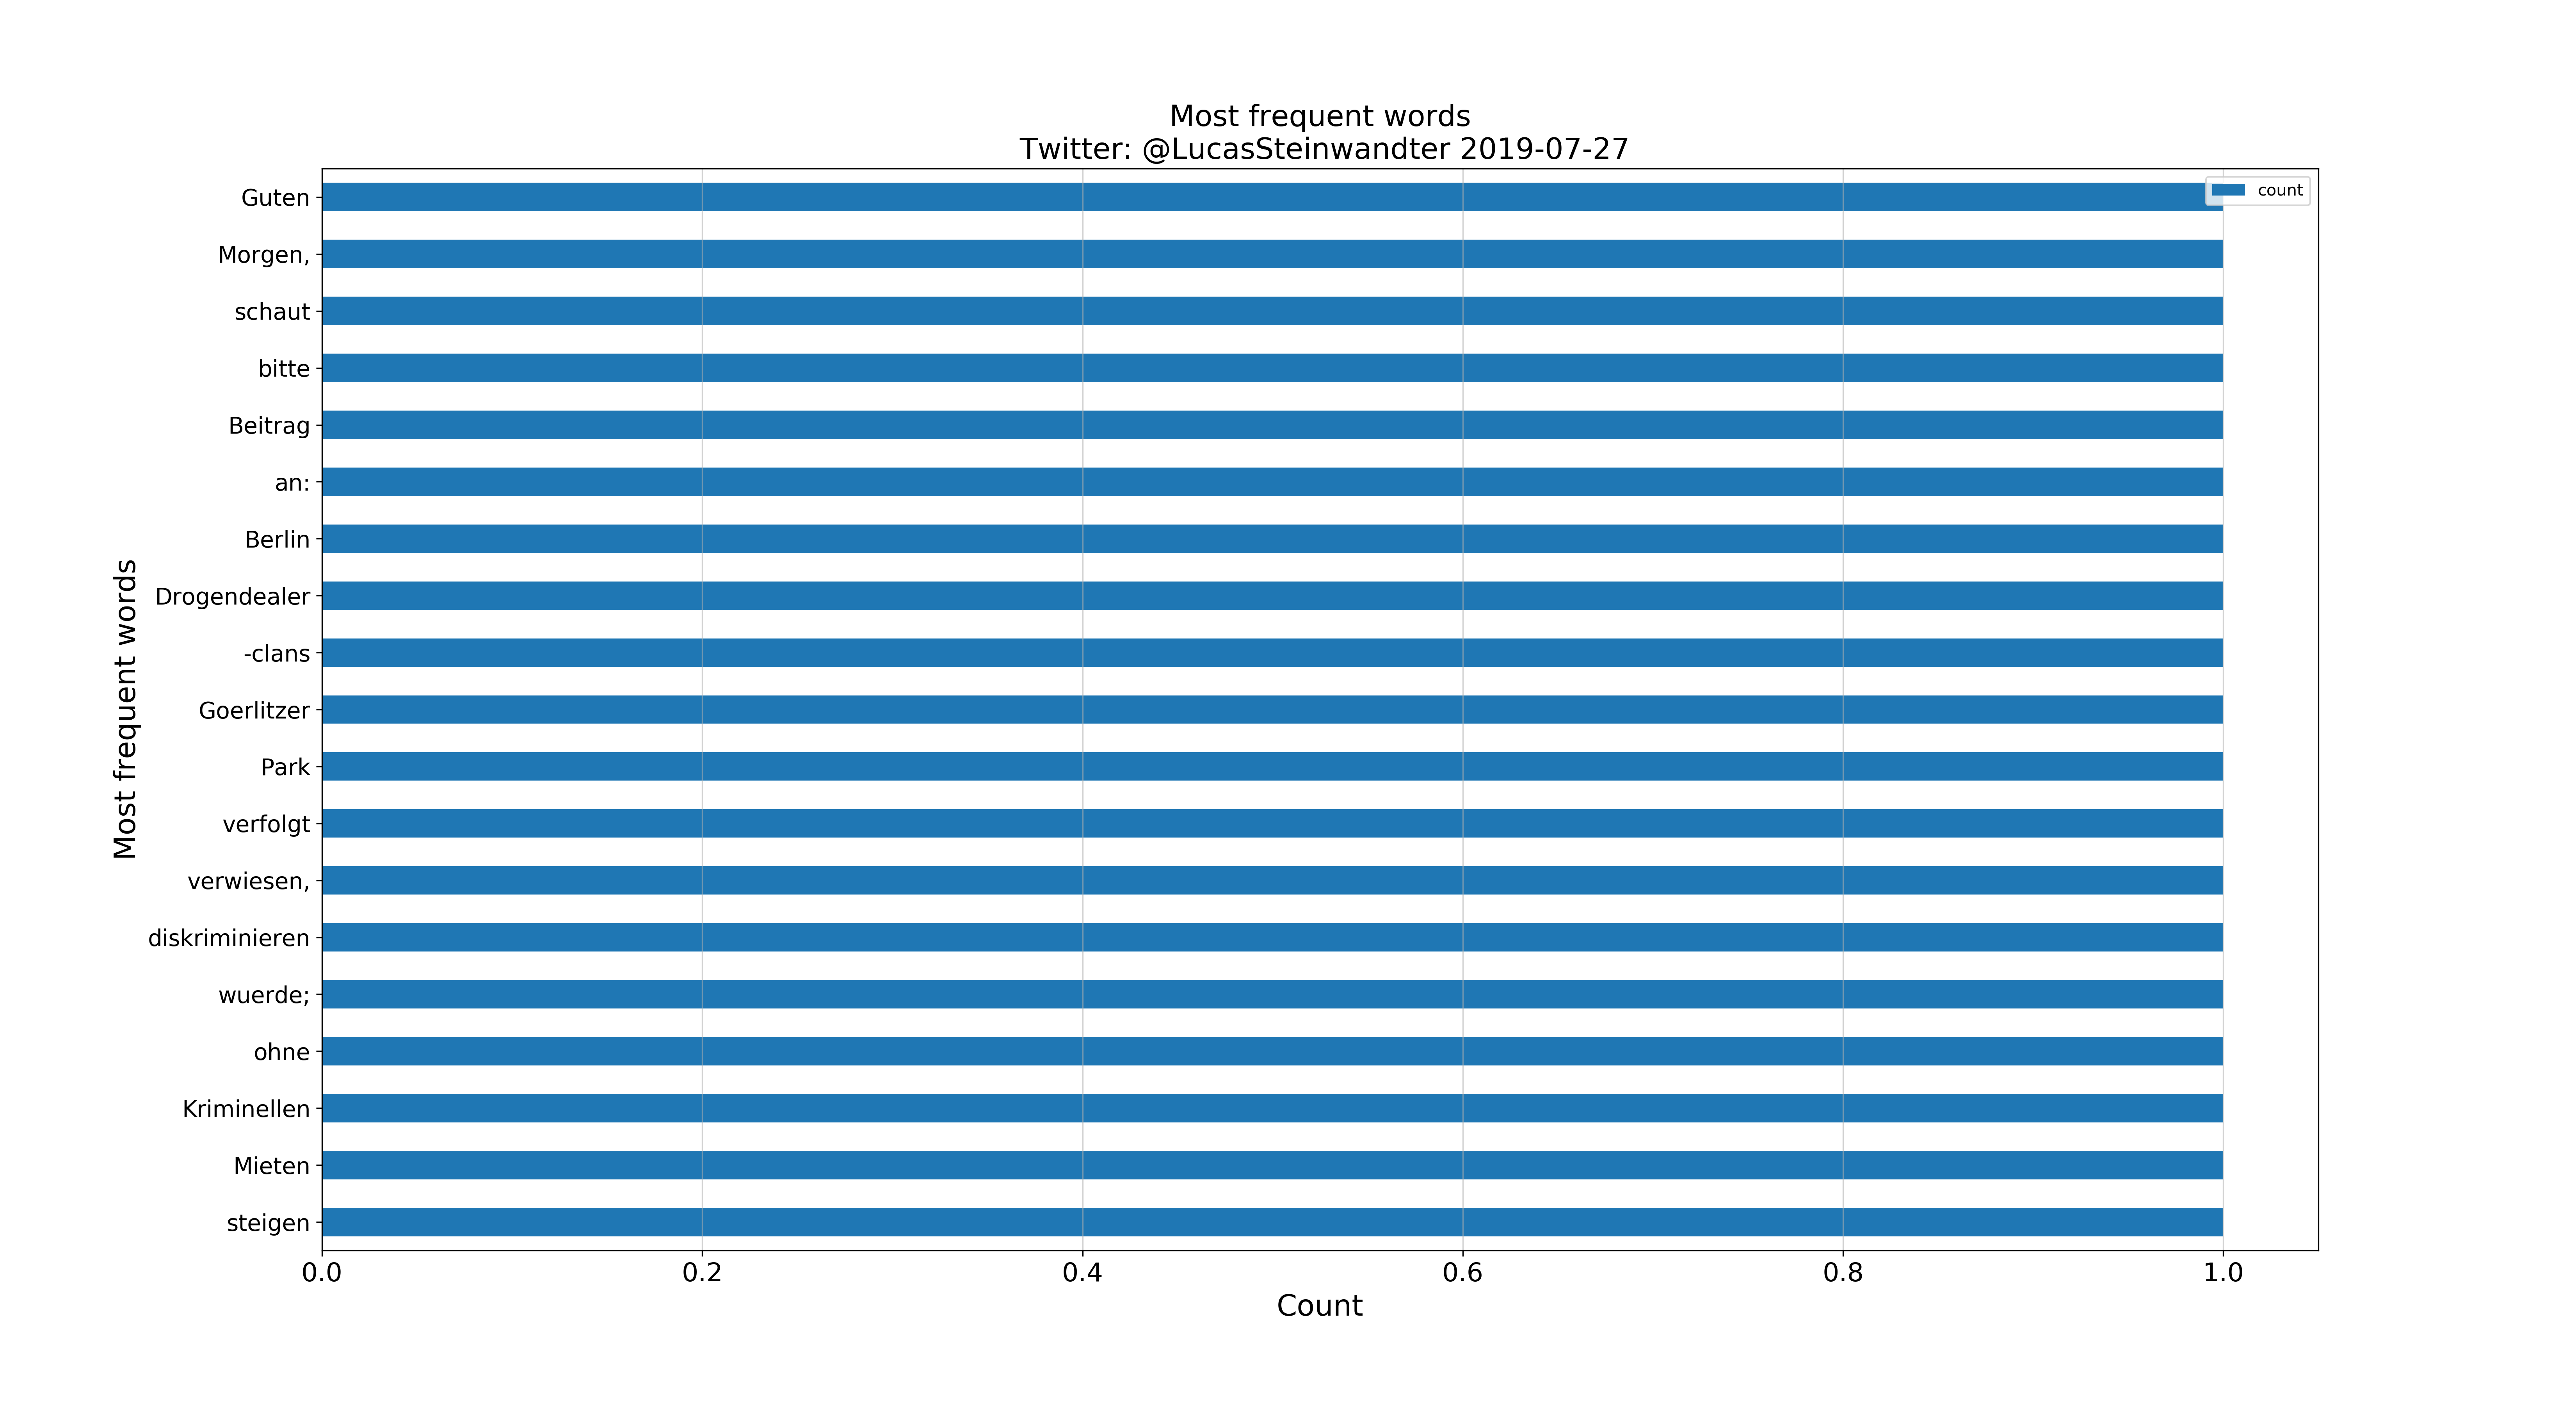 Most frequent words
Twitter: @LucasSteinwandter 2019-07-27
count
Most frequent words
Guten
Morgen,
schaut
bitte
Beitrag
an:
Berlin
Drogendealer
-clans
Goerlitzer
Park
verfolgt
verwiesen,
diskriminieren
wuerde;
ohne
Kriminellen
Mieten
steigen
0.0 0.2 0.4 0.6 0.8 1.0
Count